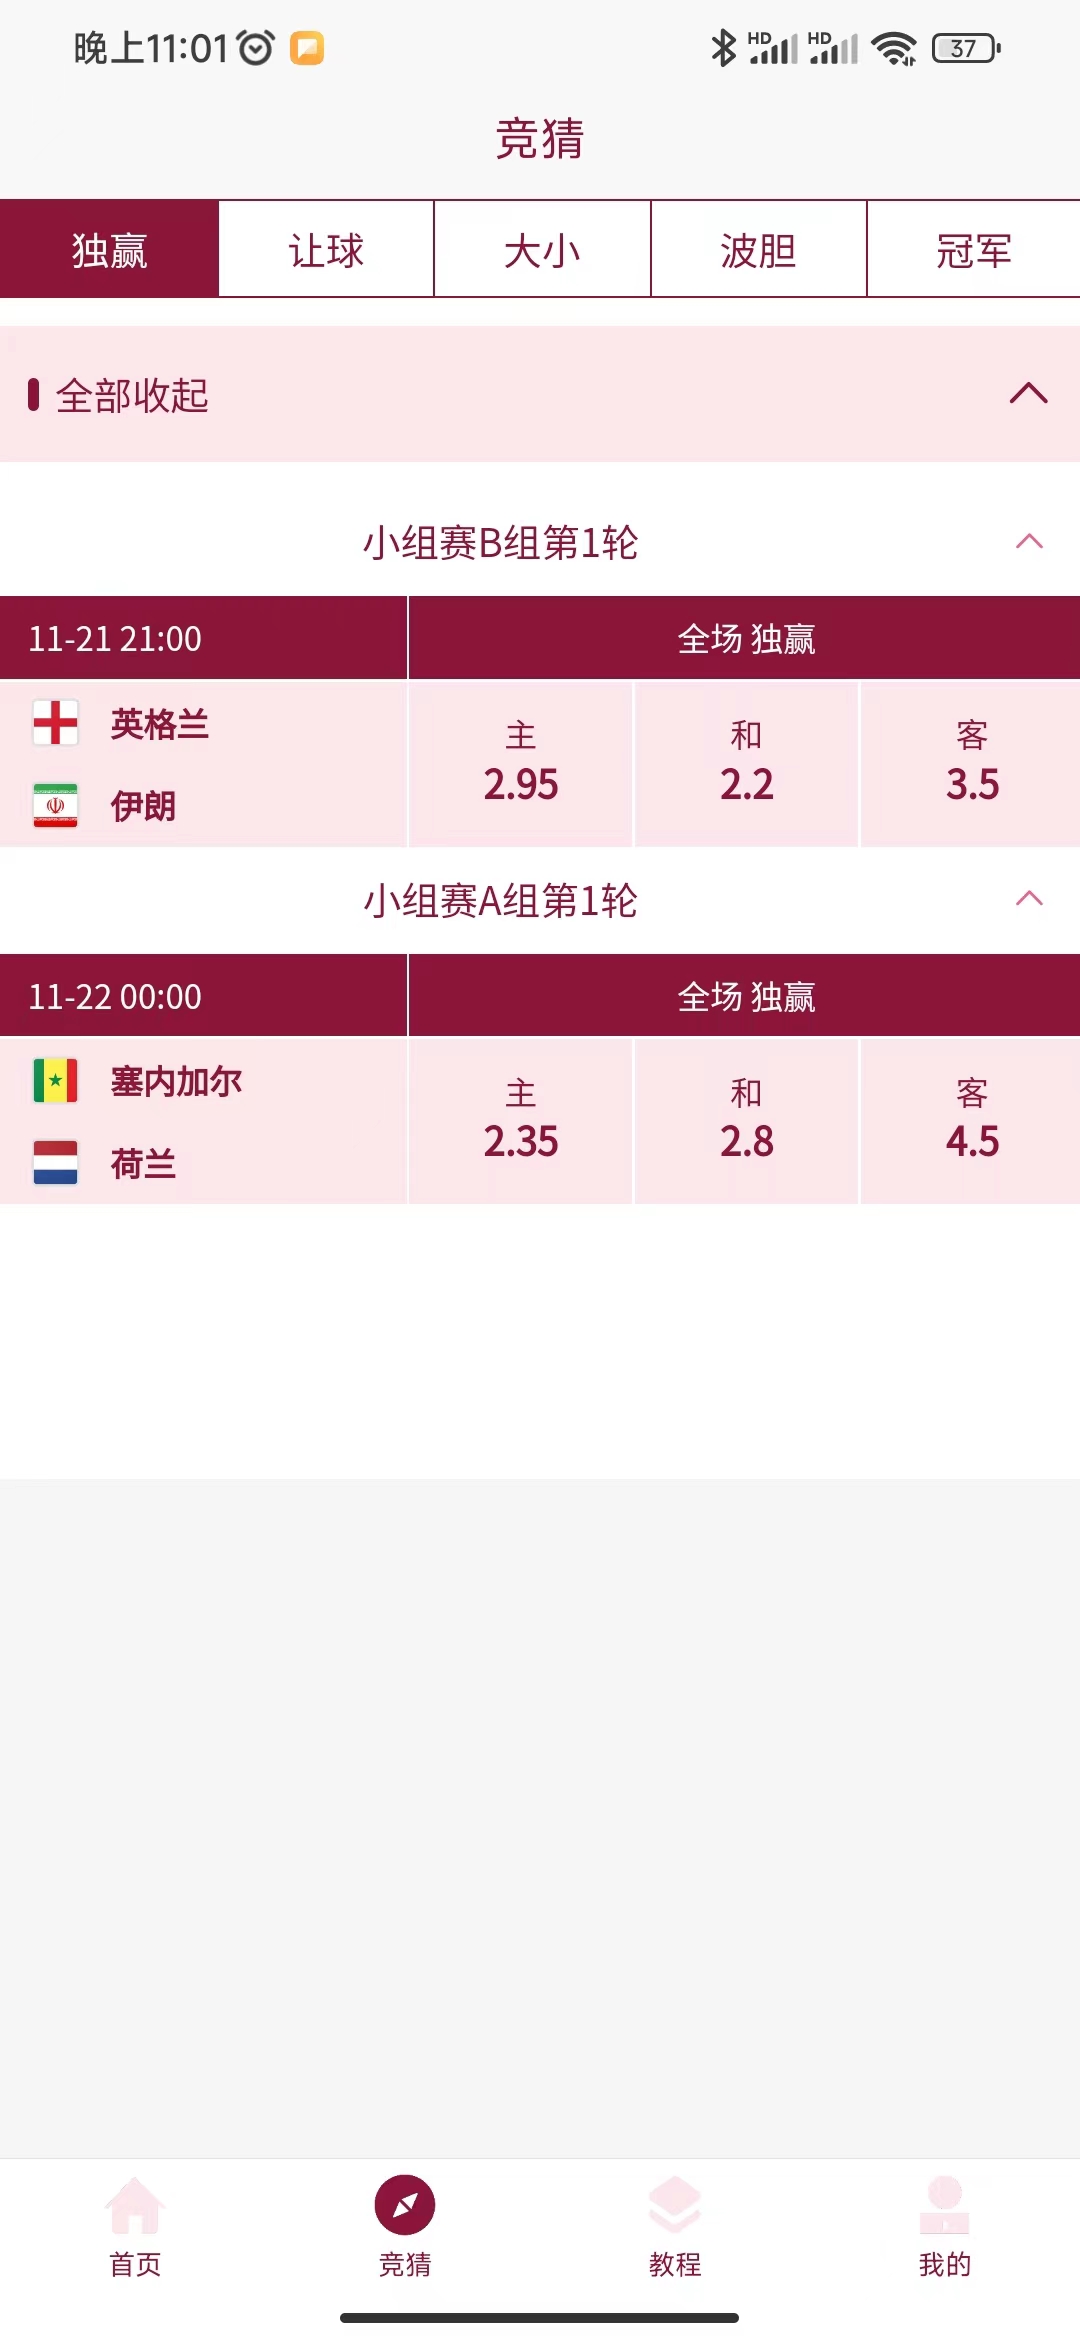 晚上11:01 HD HD 37
竞猜
独赢 让球 大小 波胆 冠军
全部收起
小组赛B组第1轮
11-21 21:00 全场 独赢
英格兰
伊朗
主 和 客
2.95 2.2 3.5
小组赛A组第1轮
11-22 00:00 全场 独赢
塞内加尔
荷兰
主 和 客
2.35 2.8 4.5
首页 竞猜 教程 我的